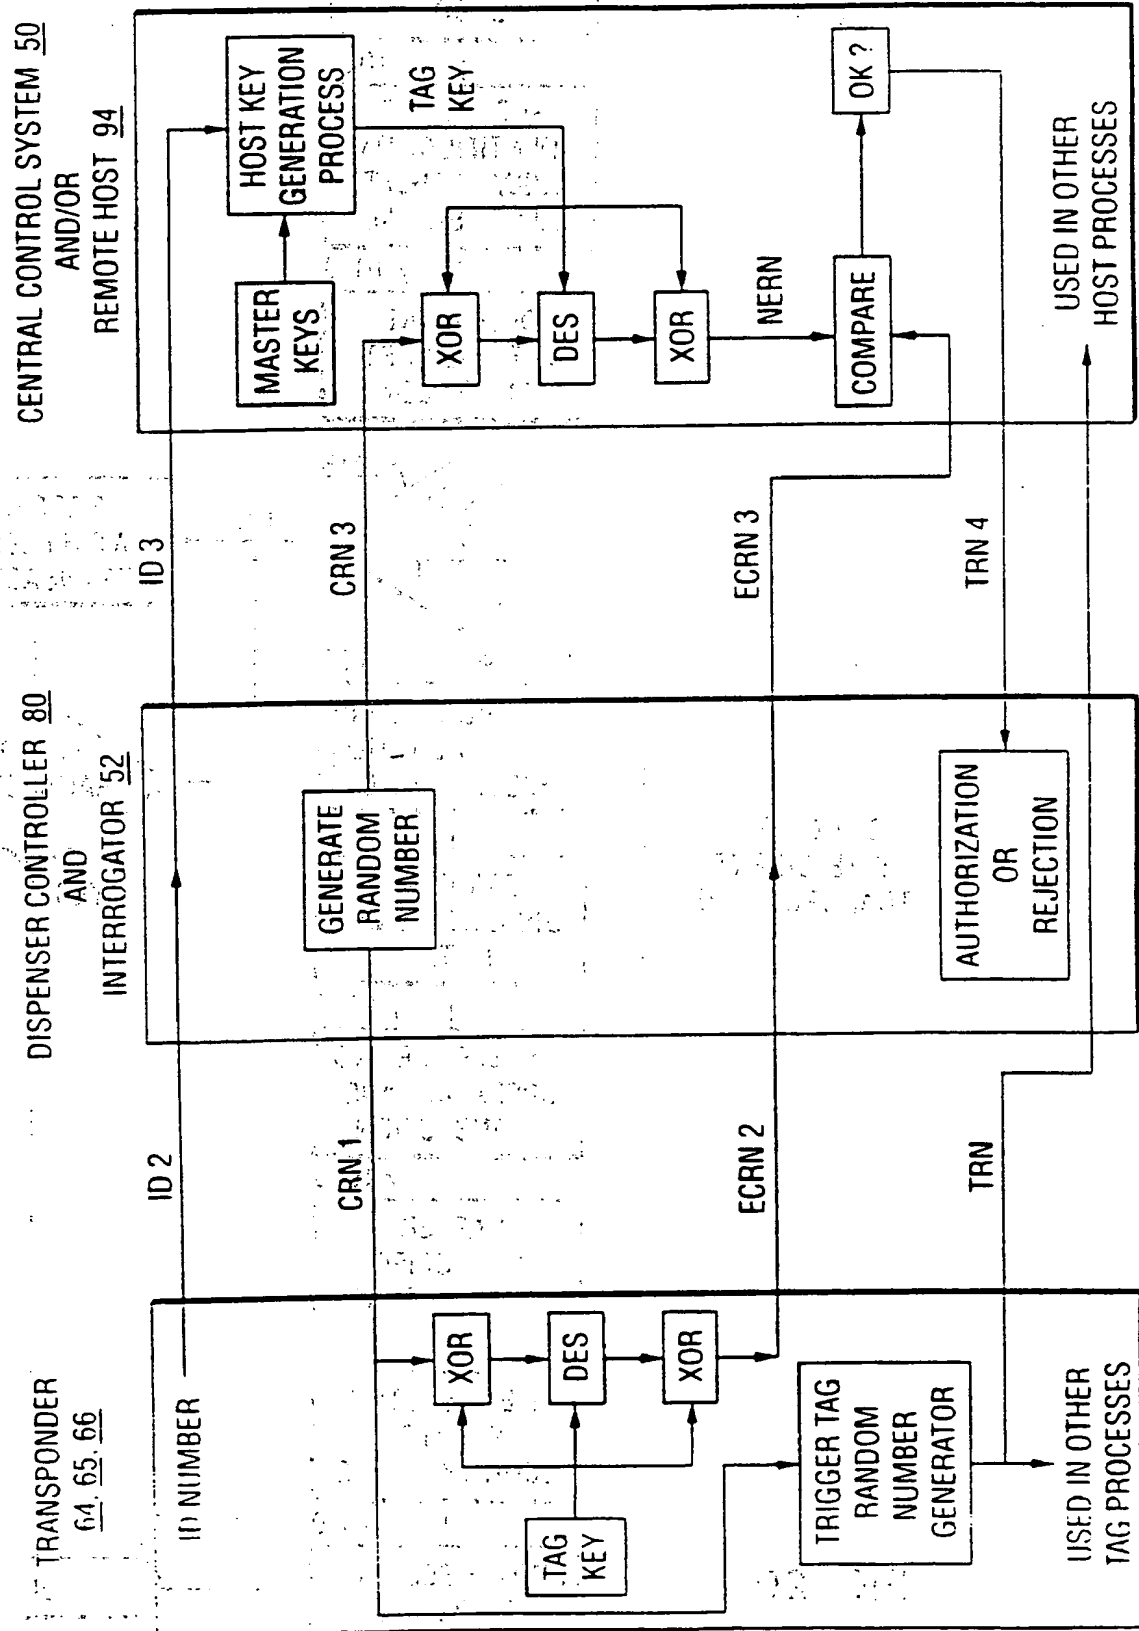 TRANSPONDER
64, 65, 66
DISPENSER CONTROLLER 80
AND
INTERROGATOR 52
CENTRAL CONTROL SYSTEM 50
AND/OR
REMOTE HOST 94
ID NUMBER
ID 2
ID 3
MASTER
KEYS
HOST KEY
GENERATION
PROCESS
TAG
KEY
CRN 1
GENERATE
RANDOM
NUMBER
CRN 3
XOR
DES
XOR
TAG
KEY
XOR
DES
XOR
NERN
ECRN 2
ECRN 3
COMPARE
OK ?
TRIGGER TAG
RANDOM
NUMBER
GENERATOR
TRN
AUTHORIZATION
OR
REJECTION
TRN 4
USED IN OTHER
TAG PROCESSES
USED IN OTHER
HOST PROCESSES